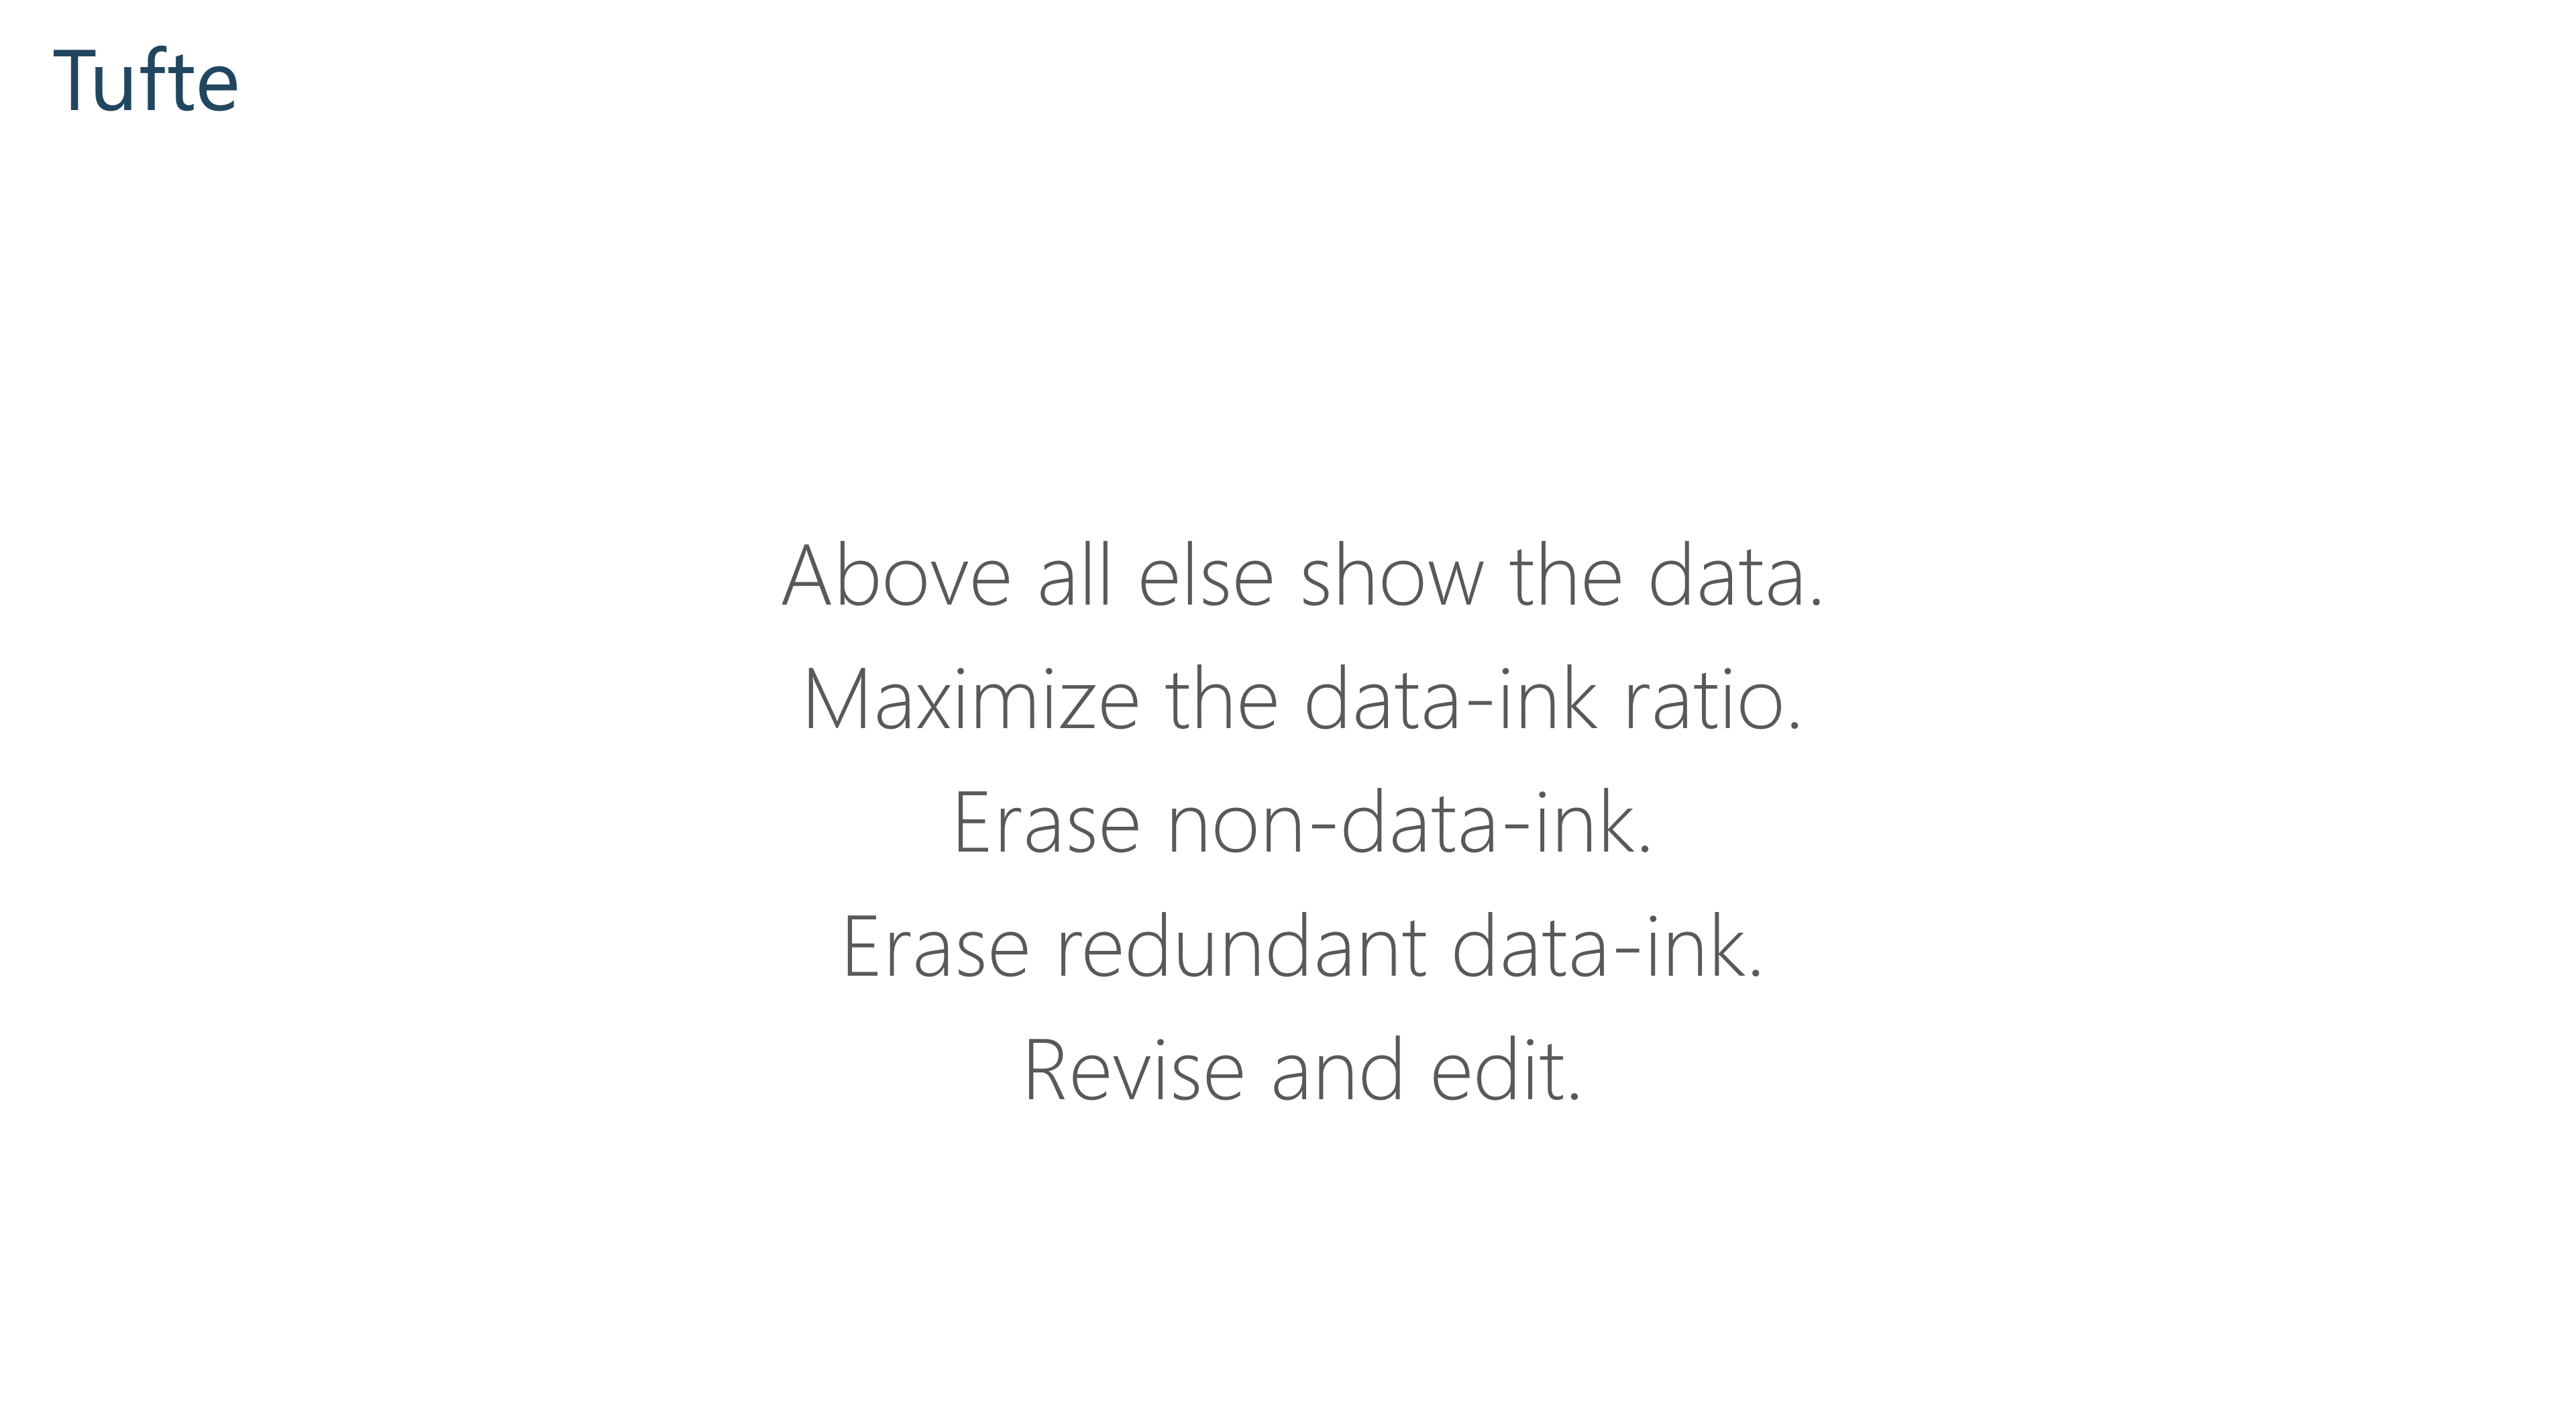 Tufte
Above all else show the data.
Maximize the data-ink ratio.
Erase non-data-ink.
Erase redundant data-ink.
Revise and edit.